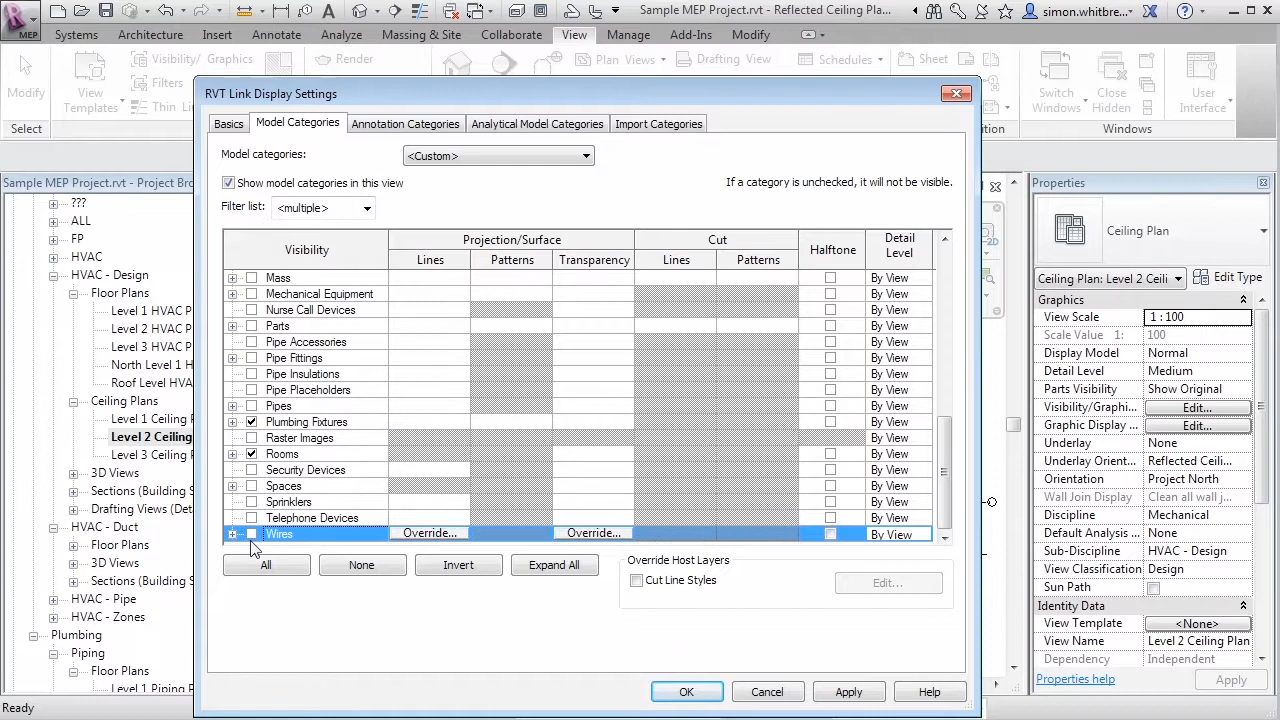 Sample MEP Project.rvt - Reflected Ceiling Pla...
simon.whitbre...
MEP
Systems Architecture Insert Annotate Analyze Massing & Site Collaborate View Manage Add-Ins Modify
Modify
View
Templates
Visibility/ Graphics
Filters
Thin
Render
Plan Views
Drafting View
Schedules
Sheet
Switch
Windows
Close
Hidden
User
Interface
Select
Windows
RVT Link Display Settings
Basics Model Categories Annotation Categories Analytical Model Categories Import Categories
Model categories: <Custom>
Show model categories in this view
If a category is unchecked, it will not be visible.
Filter list: <multiple>
Visibility Projection/Surface Cut Halftone Detail Level
Lines Patterns Transparency Lines Patterns
Mass By View
Mechanical Equipment By View
Nurse Call Devices By View
Parts By View
Pipe Accessories By View
Pipe Fittings By View
Pipe Insulations By View
Pipe Placeholders By View
Pipes By View
Plumbing Fixtures By View
Raster Images By View
Rooms By View
Security Devices By View
Spaces By View
Sprinklers By View
Telephone Devices By View
Wires Override... Override... By View
All None Invert Expand All
Override Host Layers
Cut Line Styles Edit...
OK Cancel Apply Help
Sample MEP Project.rvt - Project Bro
???
ALL
FP
HVAC
HVAC - Design
Floor Plans
Level 1 HVAC P
Level 2 HVAC P
Level 3 HVAC P
North Level 1 H
Roof Level HVA
Ceiling Plans
Level 1 Ceiling
Level 2 Ceiling
Level 3 Ceiling
3D Views
Sections (Building S
Drafting Views (Det
HVAC - Duct
Floor Plans
3D Views
Sections (Building S
HVAC - Pipe
HVAC - Zones
Plumbing
Piping
Floor Plans
Level 1 Piping P
Properties
Ceiling Plan
Ceiling Plan: Level 2 Ceili Edit Type
Graphics
View Scale 1 : 100
Scale Value 1: 100
Display Model Normal
Detail Level Medium
Parts Visibility Show Original
Visibility/Graphi... Edit...
Graphic Display ... Edit...
Underlay None
Underlay Orient... Reflected Ceili...
Orientation Project North
Wall Join Display Clean all wall j...
Discipline Mechanical
Sub-Discipline HVAC - Design
View Classification Design
Sun Path
Identity Data
View Template <None>
View Name Level 2 Ceiling Plan
Dependency Independent
Properties help Apply
Ready